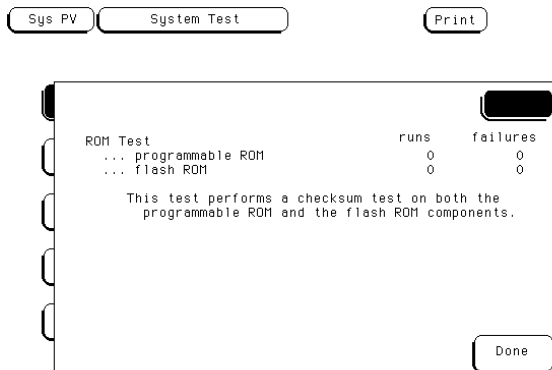 Sys PV System Test Print
ROM Test runs failures
... programmable ROM 0 0
... flash ROM 0 0
This test performs a checksum test on both the
programmable ROM and the flash ROM components.
Done